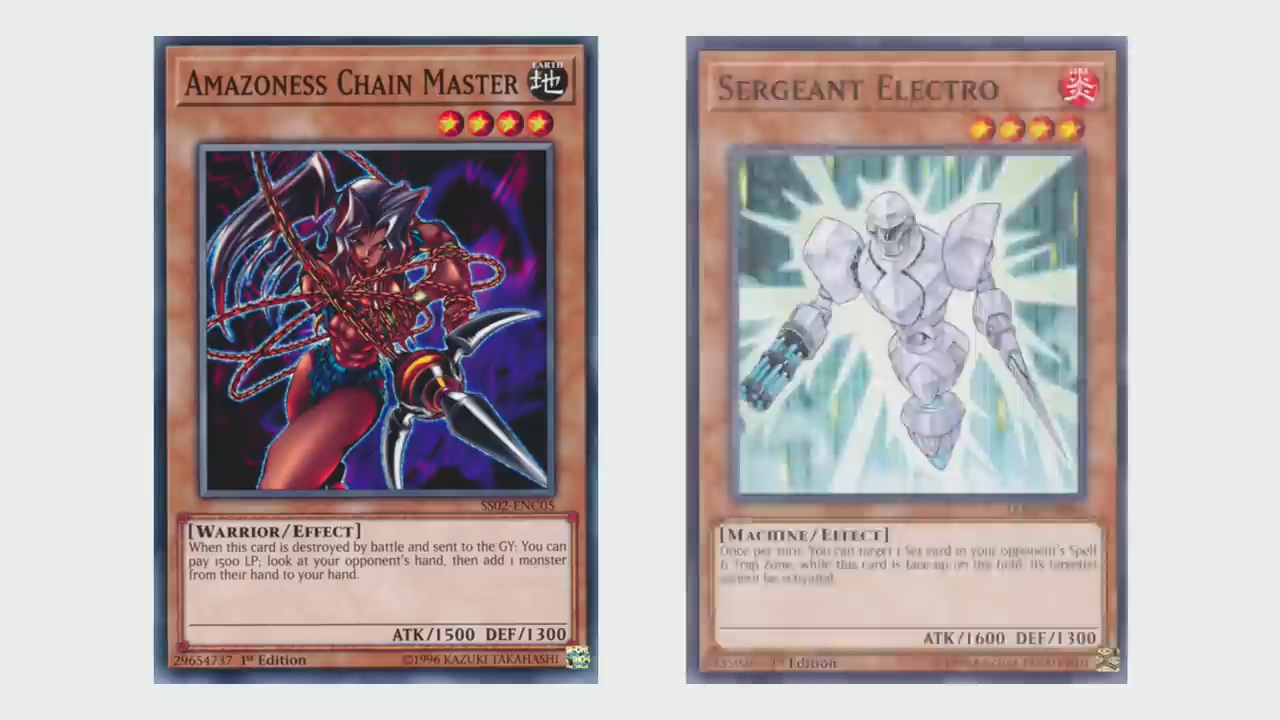 AMAZONESS CHAIN MASTER
EARTH
地
SS02-ENC05
[WARRIOR/EFFECT]
When this card is destroyed by battle and sent to the GY: You can
pay 1500 LP; look at your opponent's hand, then add 1 monster
from their hand to your hand.
ATK/1500 DEF/1300
29654737 1st Edition ©1996 KAZUKI TAKAHASHI
SERGEANT ELECTRO
炎
[MACHINE/EFFECT]
Once per turn: You can target 1 Set card in your opponent's Spell
& Trap Zone; while this card is face-up on the field, its target(s)
cannot be activated.
ATK/1600 DEF/1300
1st Edition